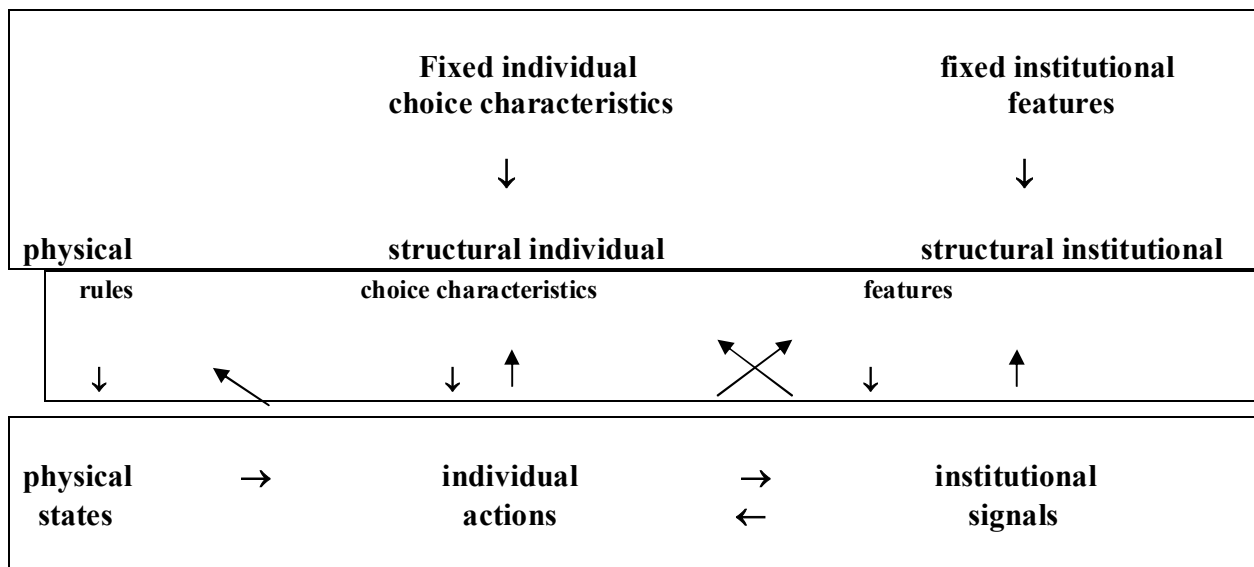 Fixed individual fixed institutional
choice characteristics features
↓ ↓
physical structural individual structural institutional
rules choice characteristics features
↓ ↓ ↑ ↓ ↑
physical → individual → institutional
states actions ← signals